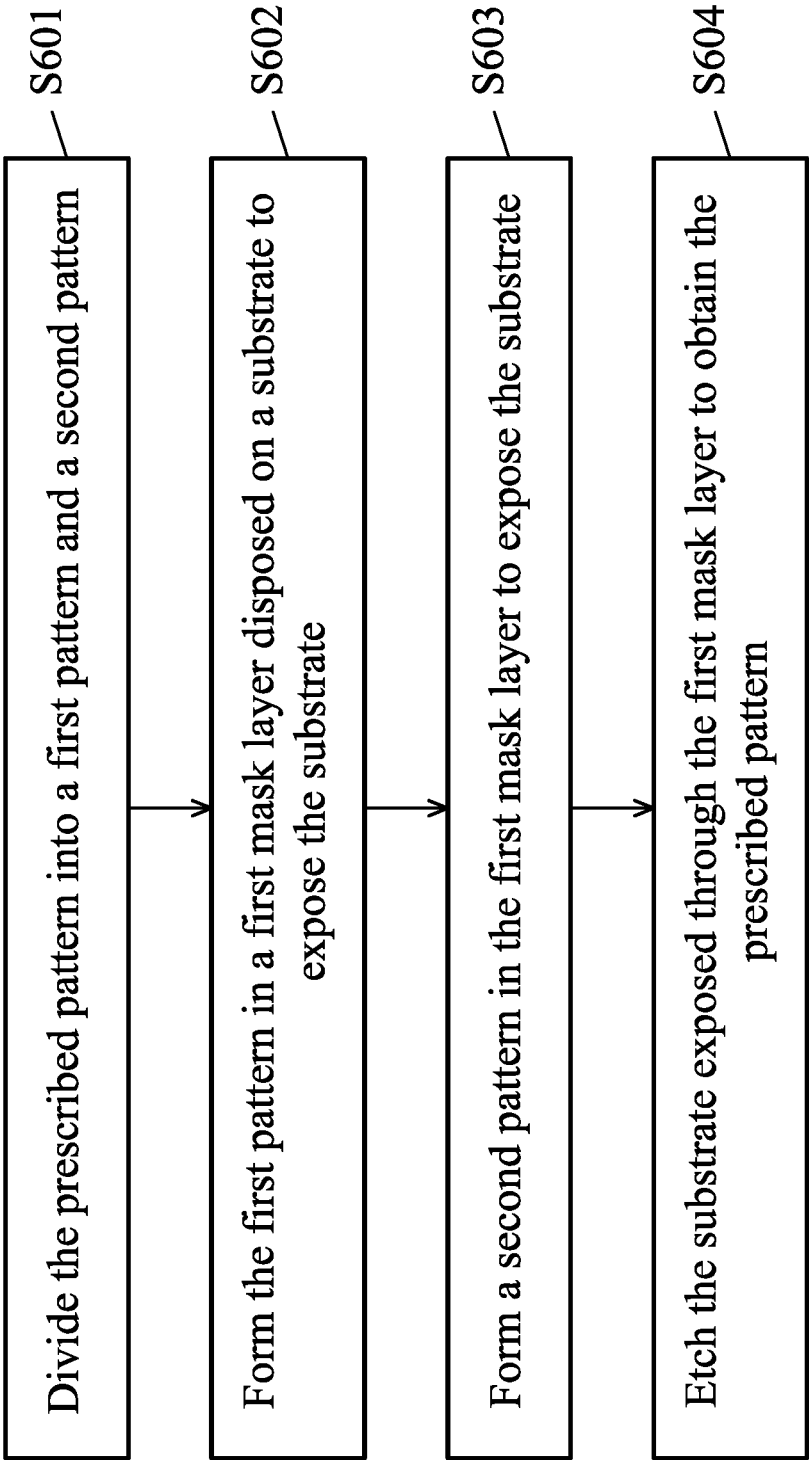 S601
Divide the prescribed pattern into a first pattern and a second pattern
S602
Form the first pattern in a first mask layer disposed on a substrate to
expose the substrate
S603
Form a second pattern in the first mask layer to expose the substrate
S604
Etch the substrate exposed through the first mask layer to obtain the
prescribed pattern